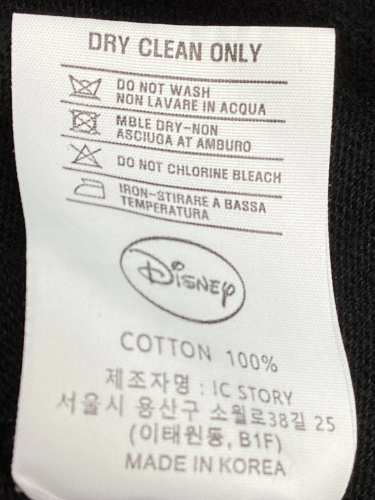 DRY CLEAN ONLY
DO NOT WASH
NON LAVARE IN ACQUA
MBLE DRY-NON
ASCIUGA AT AMBURO
DO NOT CHLORINE BLEACH
IRON-STIRARE A BASSA
TEMPERATURA
Disney
COTTON 100%
제조자명 : IC STORY
서울시 용산구 소월로38길 25
(이태원동, B1F)
MADE IN KOREA